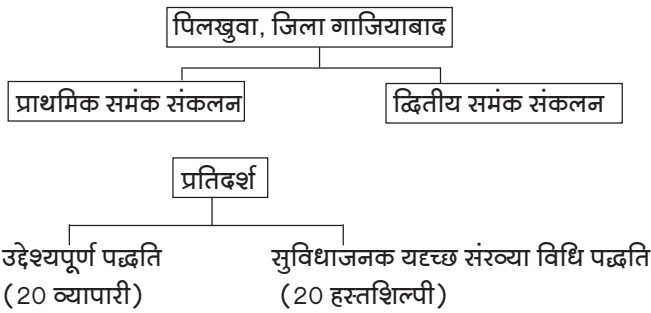 पिलखुवा, जिला गाजियाबाद
प्राथमिक समंक संकलन
द्वितीय समंक संकलन
प्रतिदर्श
उद्देश्यपूर्ण पद्धति
सुविधाजनक यदृच्छ संरव्या विधि पद्धति
(20 व्यापारी)
(20 हस्तशिल्पी)